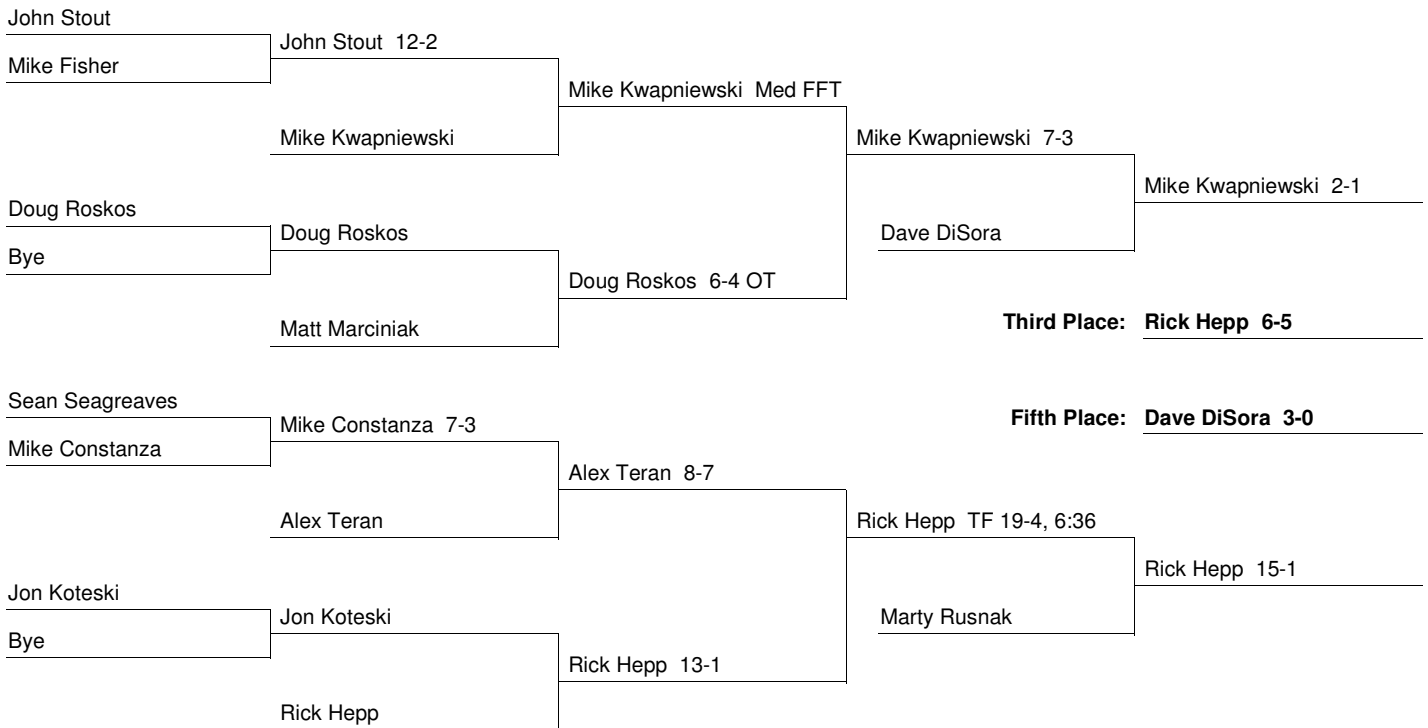 John Stout
John Stout 12-2
Mike Fisher
Mike Kwapniewski Med FFT
Mike Kwapniewski
Mike Kwapniewski 7-3
Mike Kwapniewski 2-1
Doug Roskos
Doug Roskos
Dave DiSora
Bye
Doug Roskos 6-4 OT
Matt Marciniak
Third Place: Rick Hepp 6-5
Sean Seagreaves
Mike Constanza 7-3
Fifth Place: Dave DiSora 3-0
Mike Constanza
Alex Teran 8-7
Alex Teran
Rick Hepp TF 19-4, 6:36
Rick Hepp 15-1
Jon Koteski
Jon Koteski
Marty Rusnak
Bye
Rick Hepp 13-1
Rick Hepp